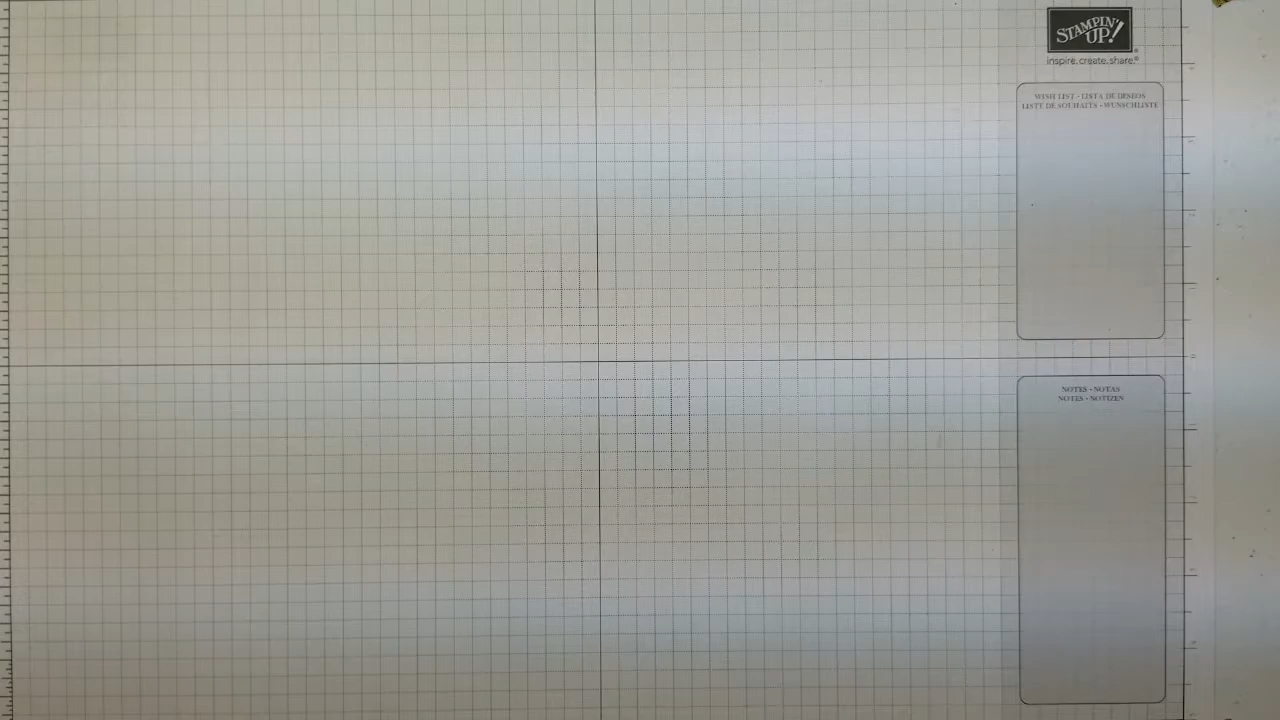 STAMPIN' UP!®
inspire.create.share.®
WISH LIST • LISTA DE DESEOS
LISTE DE SOUHAITS • WUNSCHLISTE
NOTES • NOTAS
NOTES • NOTIZEN